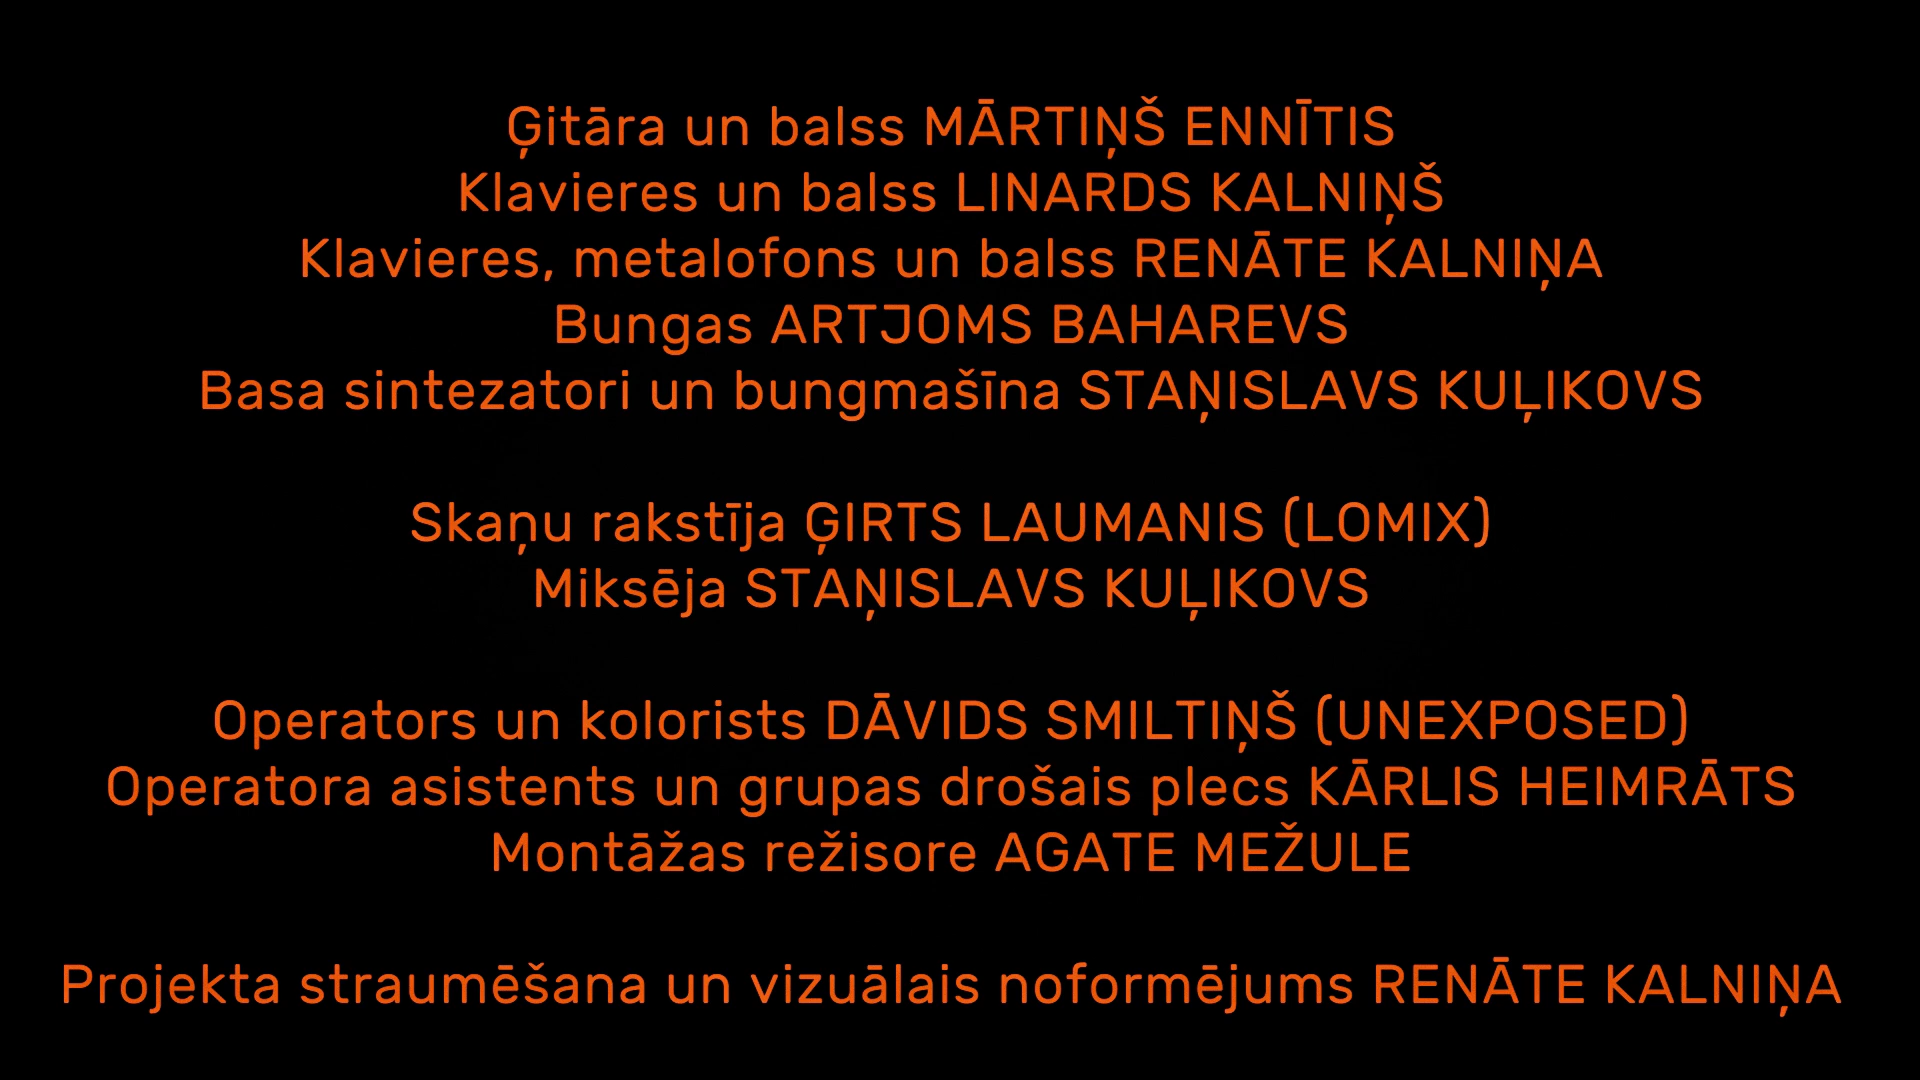 Ģitāra un balss MĀRTIŅŠ ENNĪTIS
Klavieres un balss LINARDS KALNIŅŠ
Klavieres, metalofons un balss RENĀTE KALNIŅA
Bungas ARTJOMS BAHAREVS
Basa sintezatori un bungmašīna STAŅISLAVS KUĻIKOVS
Skaņu rakstīja ĢIRTS LAUMANIS (LOMIX)
Miksēja STAŅISLAVS KUĻIKOVS
Operators un kolorists DĀVIDS SMILTIŅŠ (UNEXPOSED)
Operatora asistents un grupas drošais plecs KĀRLIS HEIMRĀTS
Montāžas režisore AGATE MEŽULE
Projekta straumēšana un vizuālais noformējums RENĀTE KALNIŅA